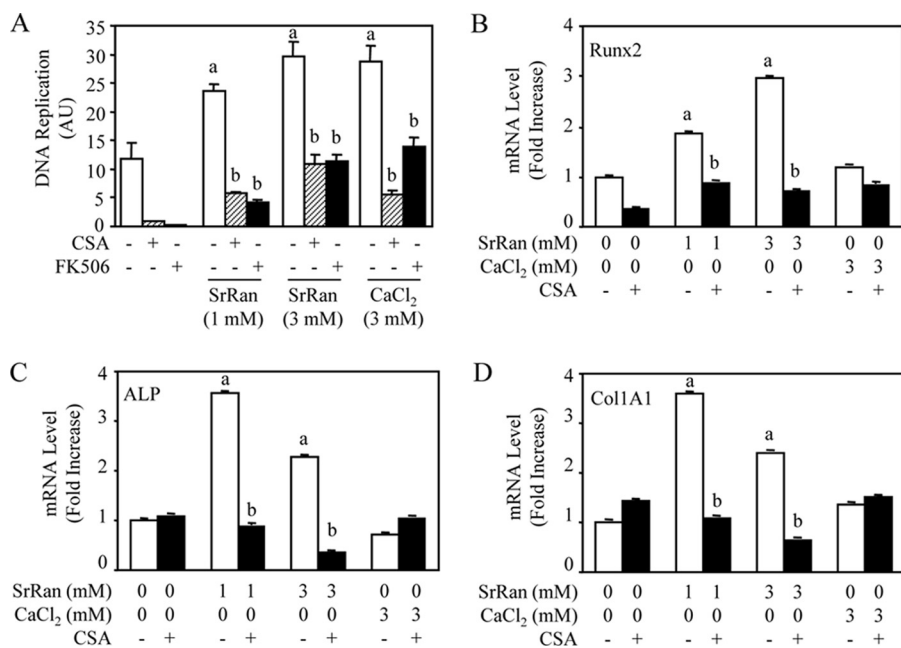 A
DNA Replication
(AU)
35
30
25
20
15
10
5
0
a
a
a
b
b
b
b
b
b
CSA - + - - + - - + - - + -
FK506 - - + - - + - - + - - +
SrRan
(1 mM)
SrRan
(3 mM)
CaCl2
(3 mM)
B
Runx2
mRNA Level
(Fold Increase)
4
3
2
1
0
a
b
a
b
SrRan (mM) 0 0 1 1 3 3 0 0
CaCl2 (mM) 0 0 0 0 0 0 3 3
CSA - + - + - + - +
C
ALP
mRNA Level
(Fold Increase)
4
3
2
1
0
a
b
a
b
SrRan (mM) 0 0 1 1 3 3 0 0
CaCl2 (mM) 0 0 0 0 0 0 3 3
CSA - + - + - + - +
D
Col1A1
mRNA Level
(Fold Increase)
4
3
2
1
0
a
b
a
b
SrRan (mM) 0 0 1 1 3 3 0 0
CaCl2 (mM) 0 0 0 0 0 0 3 3
CSA - + - + - + - +